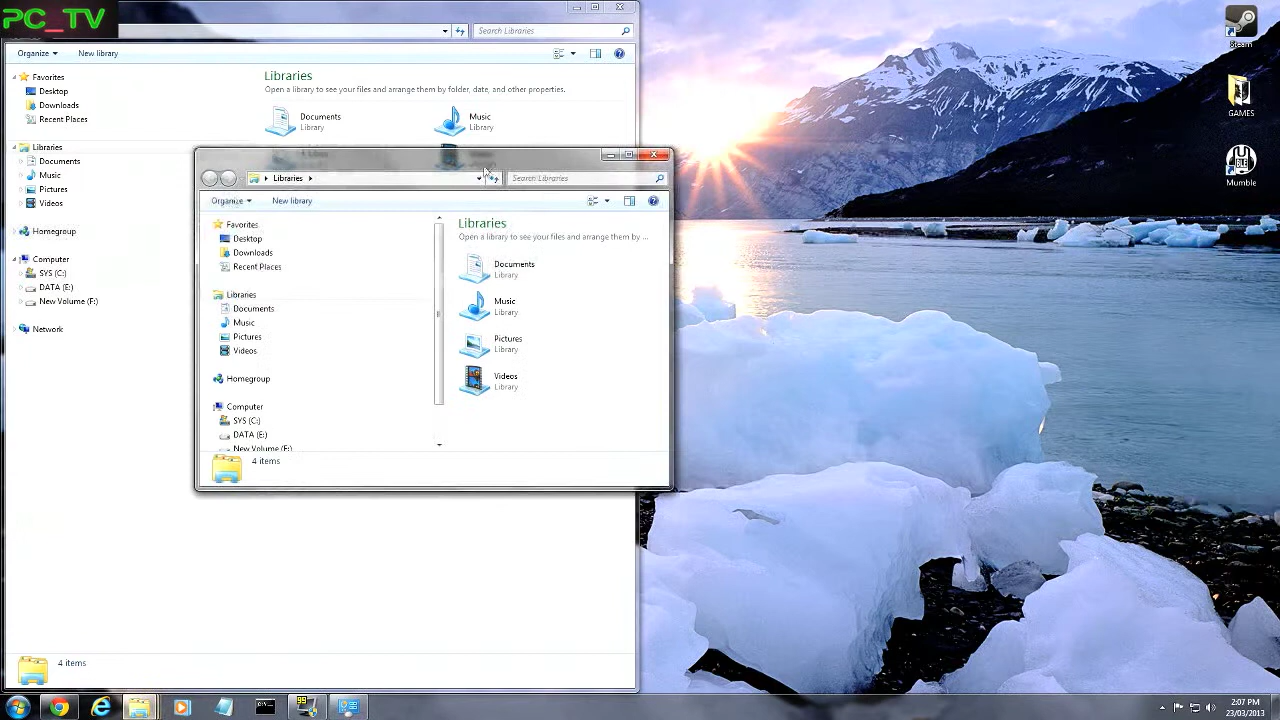 PC_TV
Search Libraries
Organize
New library
Favorites
Desktop
Downloads
Recent Places
Libraries
Documents
Music
Pictures
Videos
Homegroup
Computer
SYS (C:)
DATA (E:)
New Volume (F:)
Network
Libraries
Open a library to see your files and arrange them by folder, date, and other properties.
Documents
Library
Music
Library
4 items
Libraries
Search Libraries
Organize
New library
Favorites
Desktop
Downloads
Recent Places
Libraries
Documents
Music
Pictures
Videos
Homegroup
Computer
SYS (C:)
DATA (E:)
New Volume (F:)
Libraries
Open a library to see your files and arrange them by ...
Documents
Library
Music
Library
Pictures
Library
Videos
Library
4 items
Steam
GAMES
BLE
Mumble
2:07 PM
23/03/2013